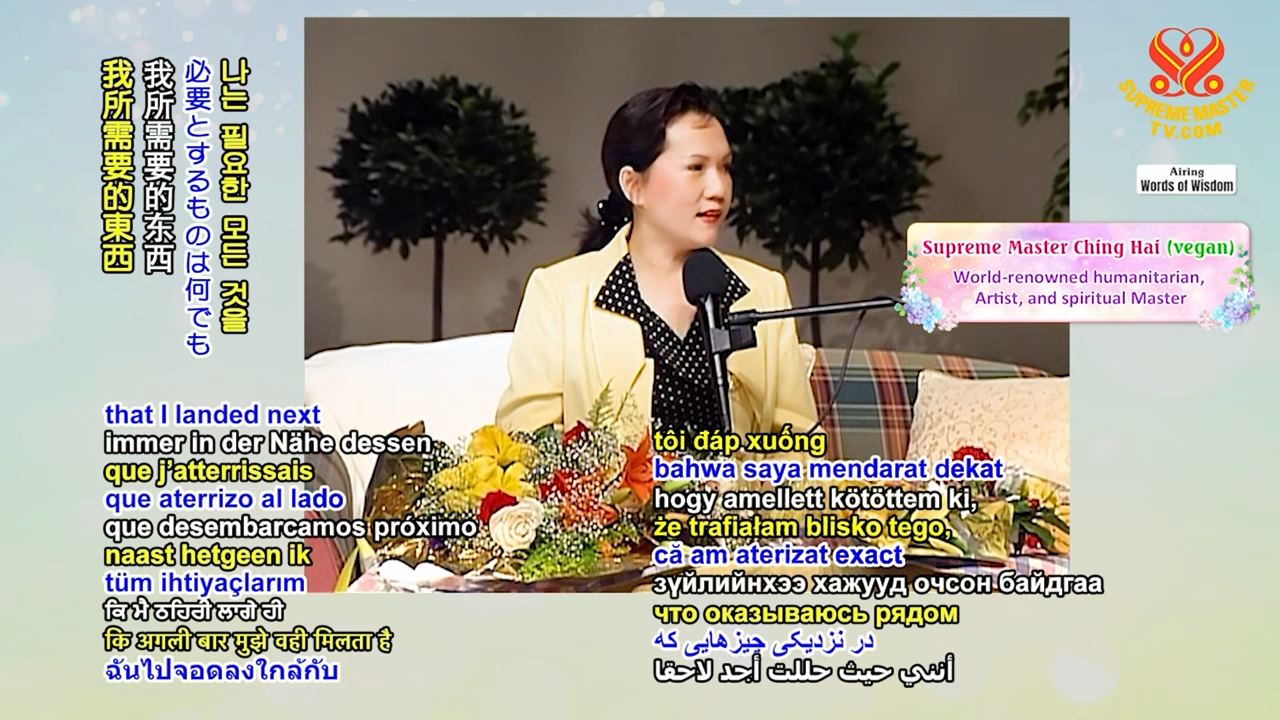 我所需要的東西
我所需要的东西
必要とするものは何でも
나는 필요한 모든 것을
SUPREME MASTER
TV.COM
Airing
Words of Wisdom
Supreme Master Ching Hai (vegan)
World-renowned humanitarian,
Artist, and spiritual Master
that I landed next
immer in der Nähe dessen
que j'atterrissais
que aterrizo al lado
que desembarcamos próximo
naast hetgeen ik
tüm ihtiyaçlarım
ਕਿ ਮੈ ਠਹਿਰੀ ਲਾਗੇ ਹੀ
कि अगली बार मुझे वही मिलता है
ฉันไปจอดลงใกล้กับ
tôi đáp xuống
bahwa saya mendarat dekat
hogy amellett kötöttem ki,
że trafiałam blisko tego,
că am aterizat exact
зүйлийнхээ хажууд очсон байдгаа
что оказываюсь рядом
در نزدیکی چیزهایی که
أنني حيث حللت أجد لاحقا